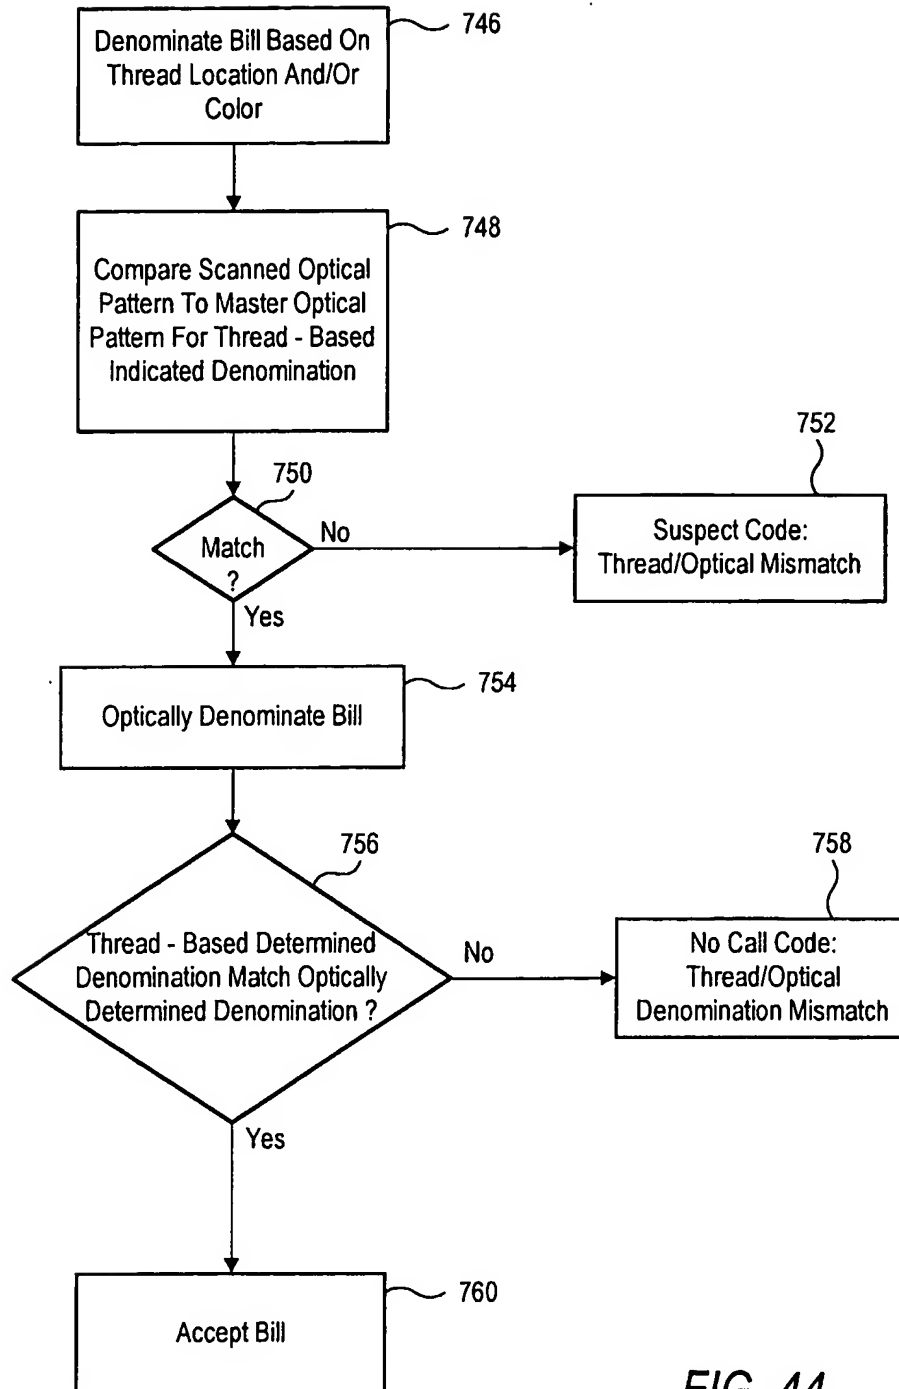 746
Denominate Bill Based On
Thread Location And/Or
Color
748
Compare Scanned Optical
Pattern To Master Optical
Pattern For Thread - Based
Indicated Denomination
752
750
Match
?
No
Suspect Code:
Thread/Optical Mismatch
Yes
754
Optically Denominate Bill
756
758
Thread - Based Determined
Denomination Match Optically
Determined Denomination ?
No
No Call Code:
Thread/Optical
Denomination Mismatch
Yes
760
Accept Bill
FIG. 44